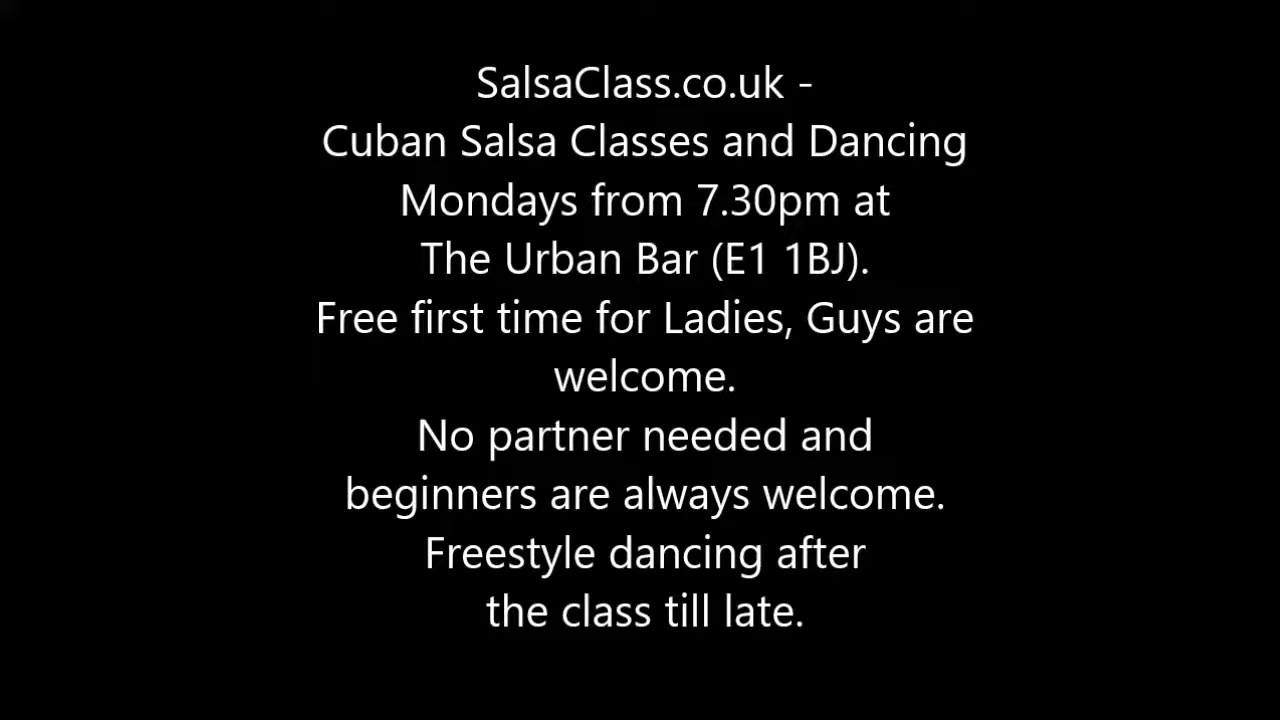 SalsaClass.co.uk -
Cuban Salsa Classes and Dancing
Mondays from 7.30pm at
The Urban Bar (E1 1BJ).
Free first time for Ladies, Guys are
welcome.
No partner needed and
beginners are always welcome.
Freestyle dancing after
the class till late.